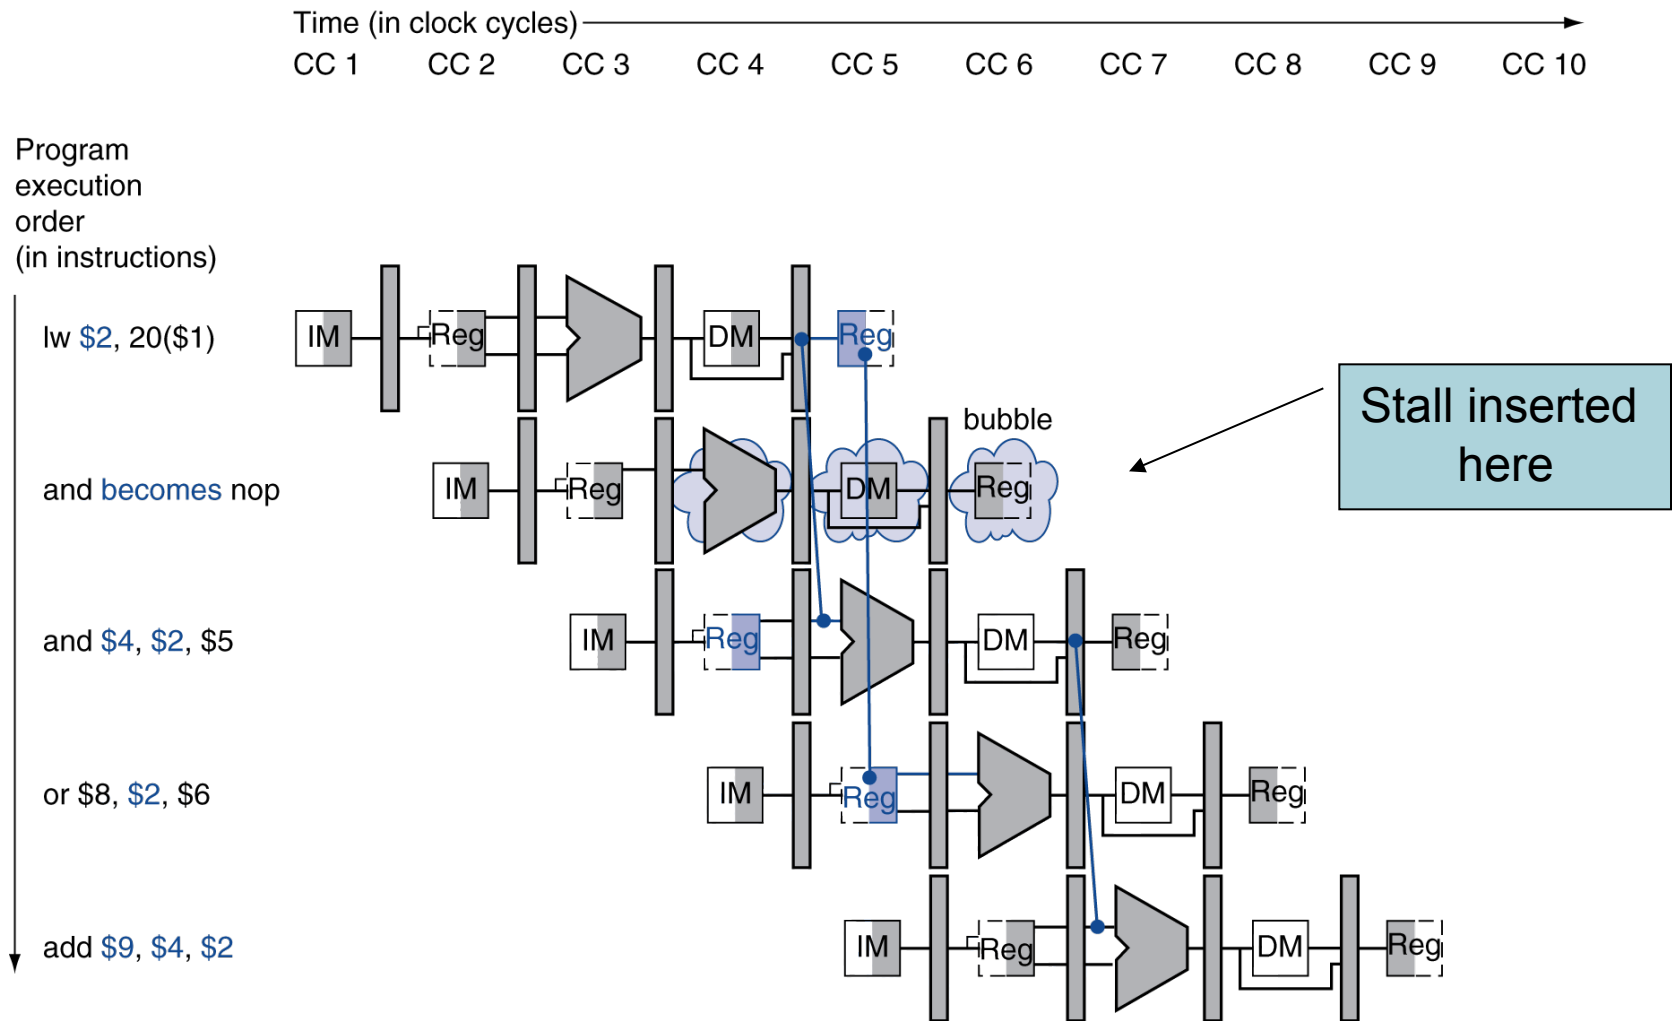 Time (in clock cycles)
CC 1 CC 2 CC 3 CC 4 CC 5 CC 6 CC 7 CC 8 CC 9 CC 10
Program
execution
order
(in instructions)
lw $2, 20($1)
IM Reg DM Reg
Stall inserted
here
bubble
and becomes nop
IM Reg DM Reg
and $4, $2, $5
IM Reg DM Reg
or $8, $2, $6
IM Reg DM Reg
add $9, $4, $2
IM Reg DM Reg